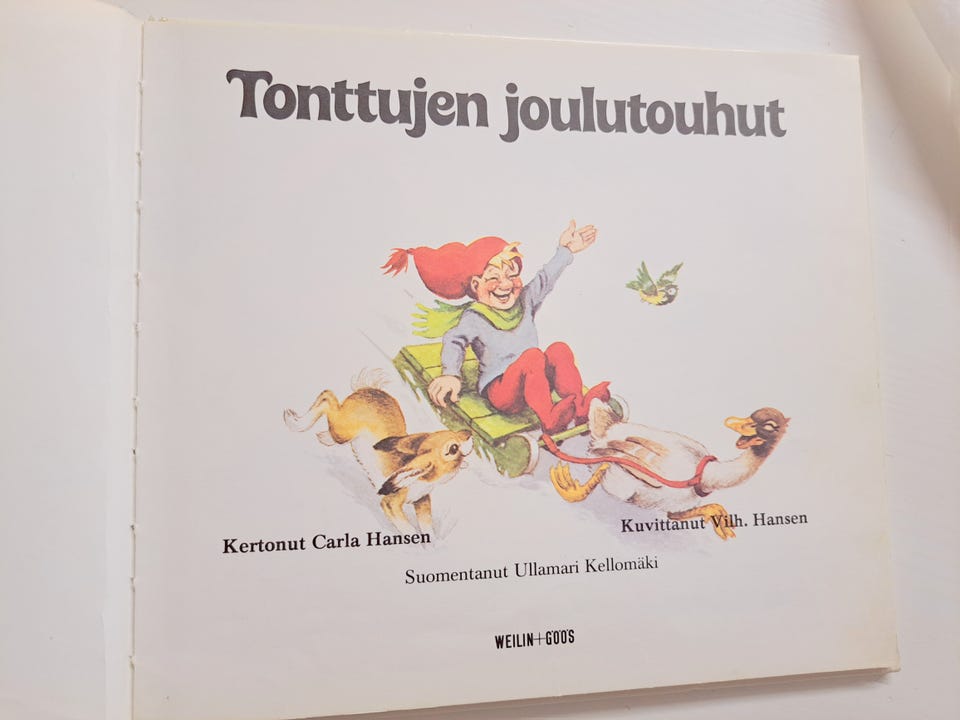 Tonttujen joulutouhut
Kertonut Carla Hansen
Kuvittanut Vilh. Hansen
Suomentanut Ullamari Kellomäki
WEILIN+GÖÖS